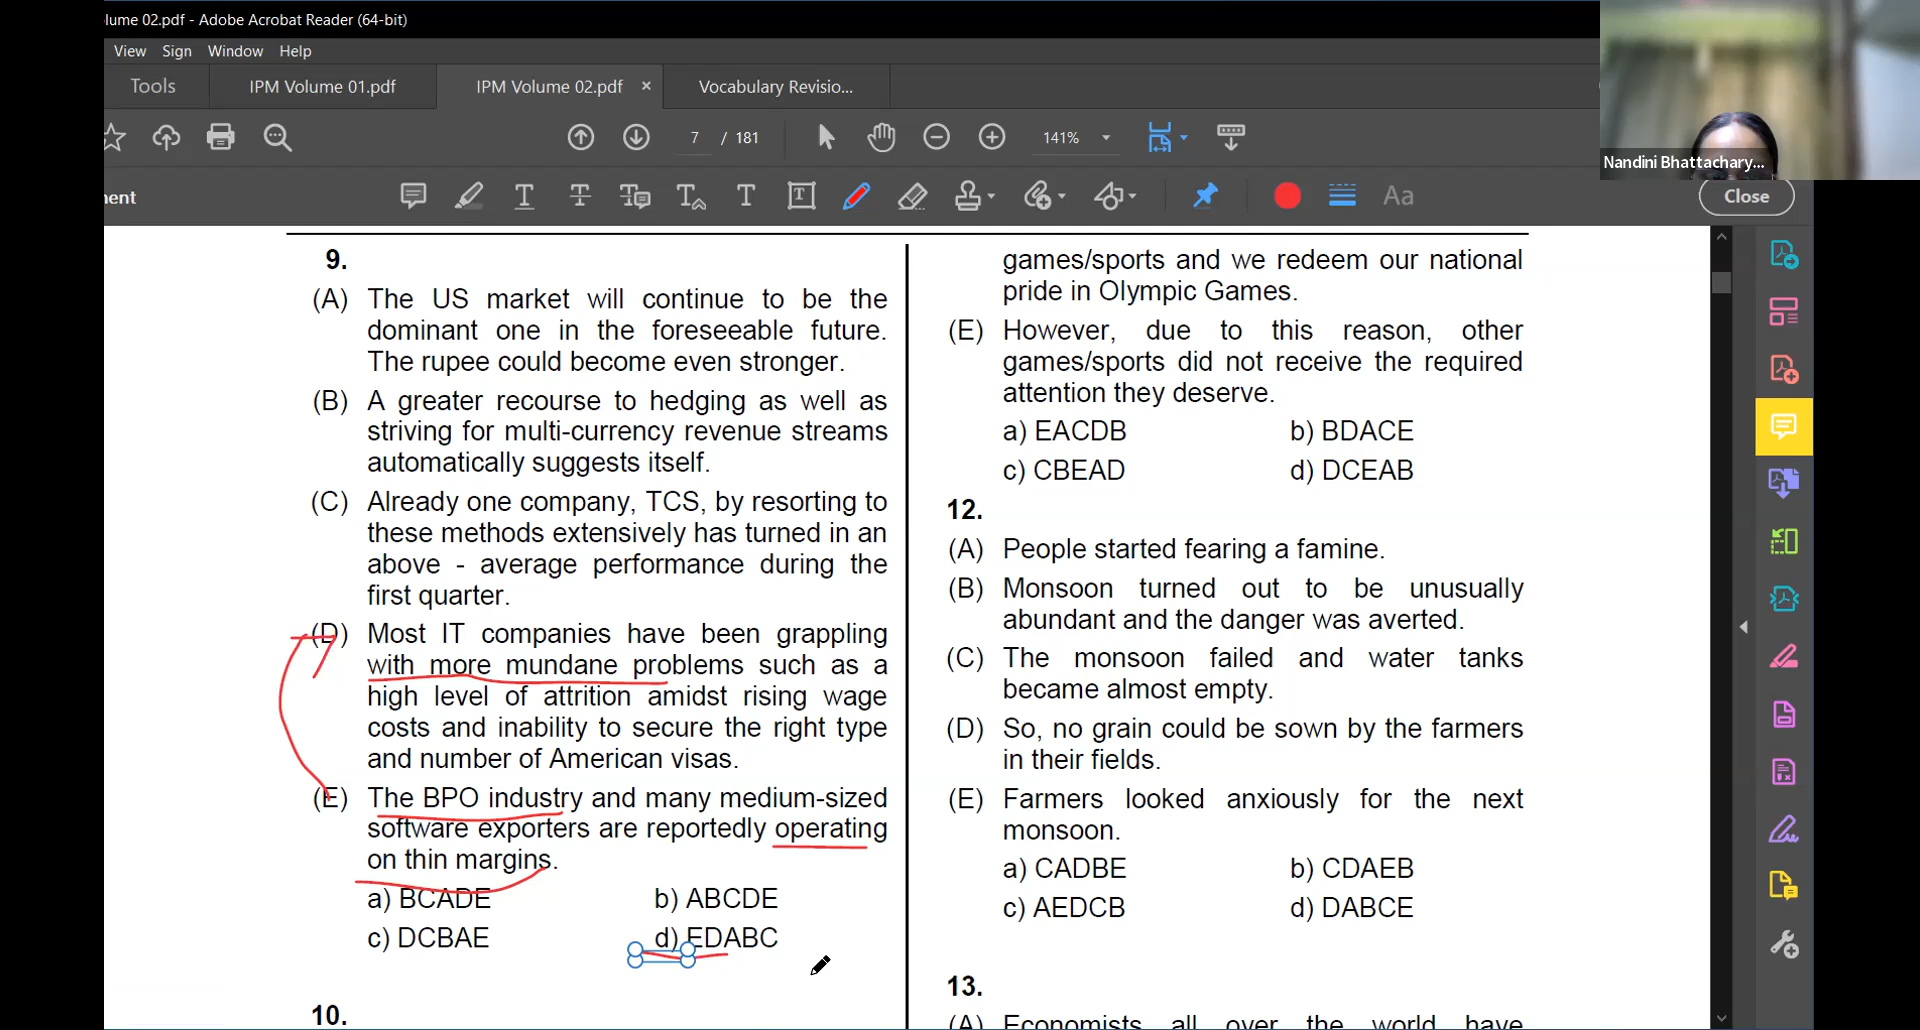 lume 02.pdf - Adobe Acrobat Reader (64-bit)
View Sign Window Help
Tools IPM Volume 01.pdf IPM Volume 02.pdf × Vocabulary Revisio...
7 / 181 141%
ent Aa Close
Nandini Bhattachary...
9.
(A) The US market will continue to be the
dominant one in the foreseeable future.
The rupee could become even stronger.
(B) A greater recourse to hedging as well as
striving for multi-currency revenue streams
automatically suggests itself.
(C) Already one company, TCS, by resorting to
these methods extensively has turned in an
above - average performance during the
first quarter.
(D) Most IT companies have been grappling
with more mundane problems such as a
high level of attrition amidst rising wage
costs and inability to secure the right type
and number of American visas.
(E) The BPO industry and many medium-sized
software exporters are reportedly operating
on thin margins.
a) BCADE b) ABCDE
c) DCBAE d) EDABC
10.
games/sports and we redeem our national
pride in Olympic Games.
(E) However, due to this reason, other
games/sports did not receive the required
attention they deserve.
a) EACDB b) BDACE
c) CBEAD d) DCEAB
12.
(A) People started fearing a famine.
(B) Monsoon turned out to be unusually
abundant and the danger was averted.
(C) The monsoon failed and water tanks
became almost empty.
(D) So, no grain could be sown by the farmers
in their fields.
(E) Farmers looked anxiously for the next
monsoon.
a) CADBE b) CDAEB
c) AEDCB d) DABCE
13.
(A) Economists all over the world have